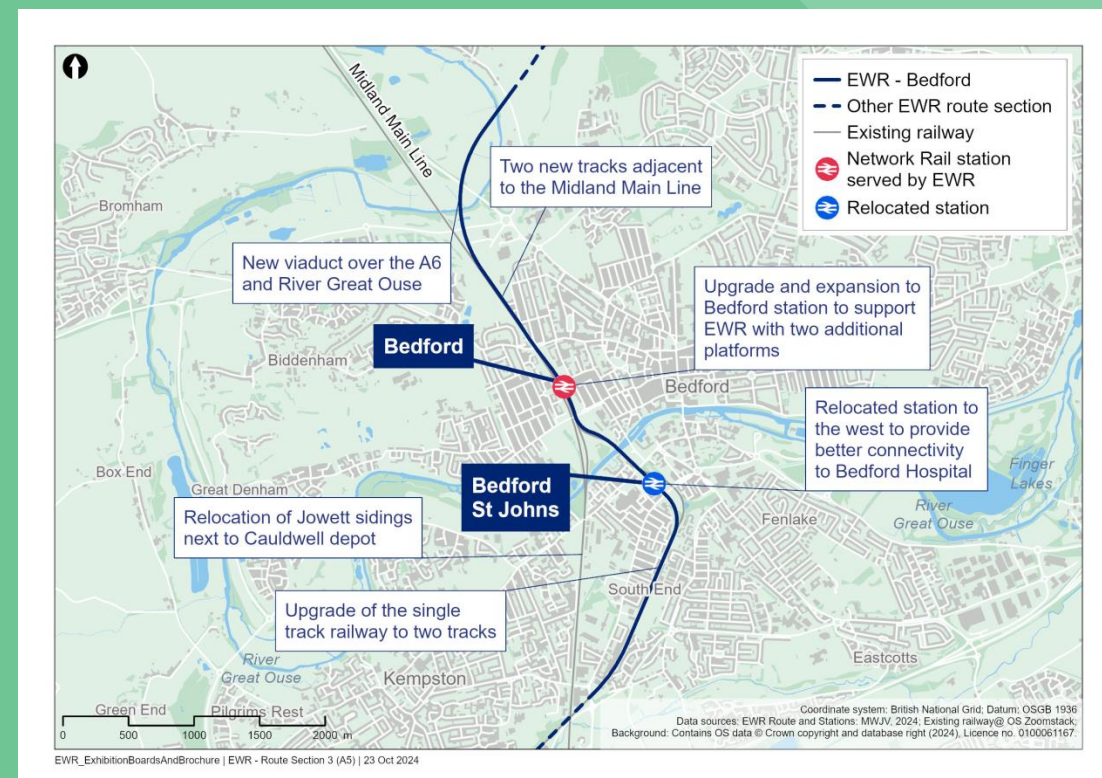 Midland Main Line
EWR - Bedford
Other EWR route section
Existing railway
Network Rail station
served by EWR
Relocated station
Two new tracks adjacent
to the Midland Main Line
Bromham
New viaduct over the A6
and River Great Ouse
Upgrade and expansion to
Bedford station to support
EWR with two additional
platforms
Bedford
Biddenham
Bedford
Relocated station to
the west to provide
better connectivity
to Bedford Hospital
Box End
Great Denham
Bedford
St Johns
Finger
Lakes
River
Great Ouse
Fenlake
Relocation of Jowett sidings
next to Cauldwell depot
South End
Upgrade of the single
track railway to two tracks
Eastcotts
River
Great Ouse
Kempston
Green End
Pilgrims Rest
0 500 1000 2000 m
Coordinate system: British National Grid; Datum: OSGB 1936
Data sources: EWR Route and Stations: MWJV, 2024; Existing railway@ OS Zoomstack;
Background: Contains OS data © Crown copyright and database right (2024), Licence no. 0100061167.
EWR_ExhibitionBoardsAndBrochure | EWR - Route Section 3 (A5) | 23 Oct 2024